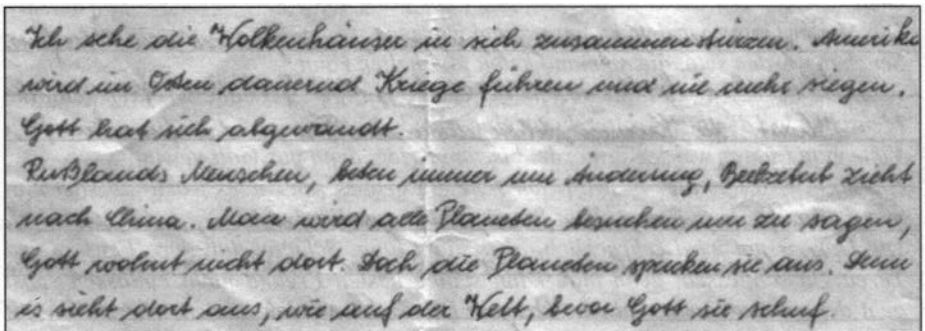 Ich sehe die Wolkenhäuser in sich zusammenstürzen. Amerika
wird im Osten dauernd Kriege führen und nie mehr siegen.
Gott hat sich abgewandt.
Rußlands Menschen, beten immer um Änderung, Beelzebub zieht
nach China. Man wird alle Planeten besuchen um zu sagen,
Gott wohnt nicht dort. Doch die Planeten spucken sie aus. Denn
es sieht dort aus, wie auf der Welt, bevor Gott sie schuf.